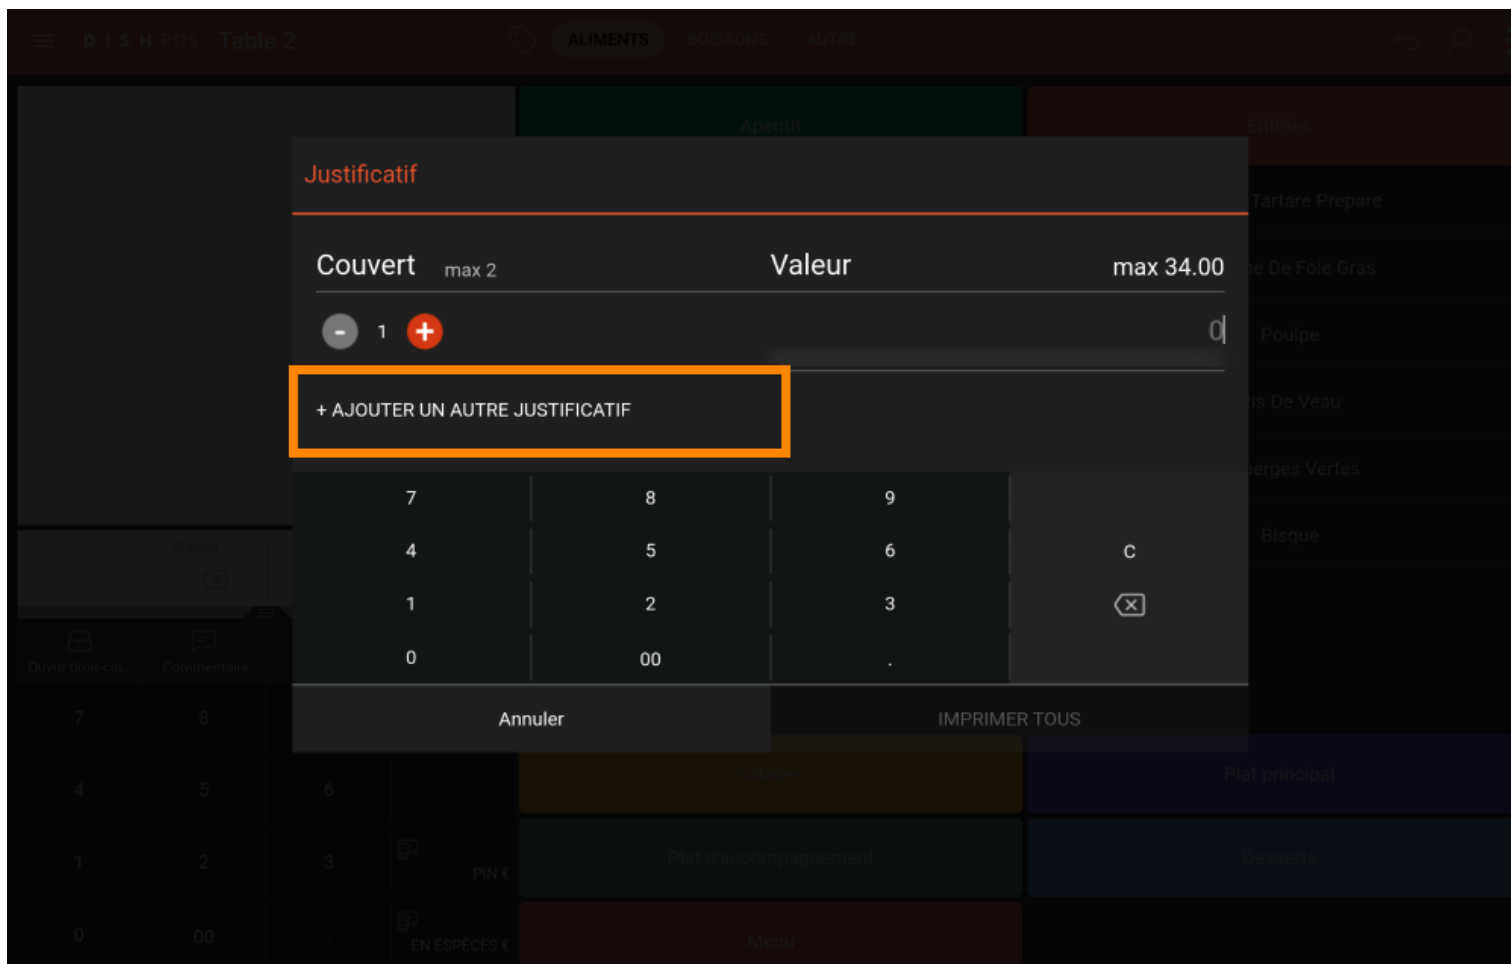 DISH POS Table 2
ALIMENTS BOISSONS AUTRE
Apéritif Entrées
Justificatif
Tartare Prepare
Couvert max 2 Valeur max 34.00
De Foie Gras
- 1 + 0
Poulpe
De Veau
+ AJOUTER UN AUTRE JUSTIFICATIF
Vertes
7 8 9
Bisque
4 5 6 C
1 2 3
Ouvrir tiroir-cai... Commentaire
0 00 .
7 8
Annuler IMPRIMER TOUS
Salades Plat principal
4 5 6
1 2 3 PIN €
Plat d'accompagnement Desserts
0 00 . EN ESPÈCES €
Menu